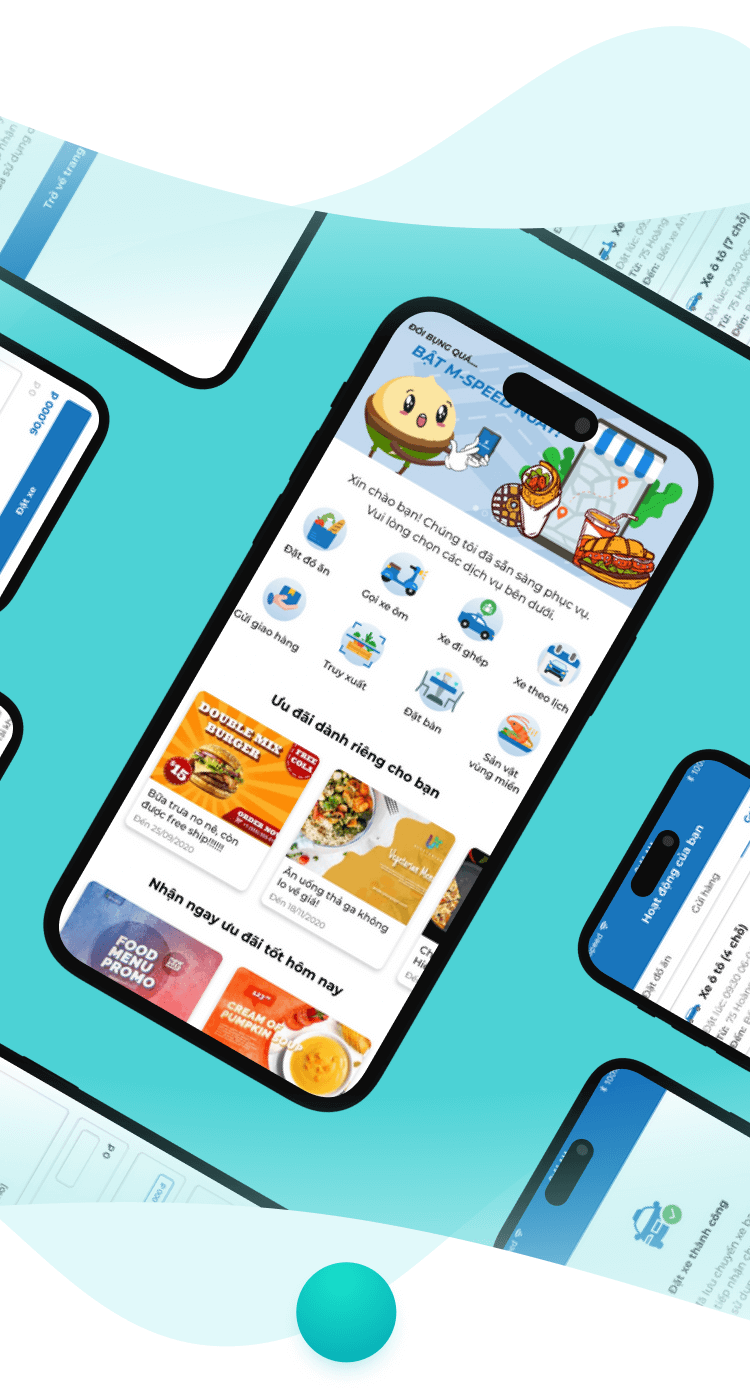 Trở về trang
Xe ô tô (7 chỗ)
Từ: 75 Hoàng
Đến: Bến xe An
0 đ
90,000 đ
Đặt xe
ĐÓI BỤNG QUÁ...
BẬT M-SPEED NGAY!
Xin chào bạn! Chúng tôi đã sẵn sàng phục vụ.
Vui lòng chọn các dịch vụ bên dưới.
Đặt đồ ăn
Gọi xe ôm
Xe đi ghép
Xe theo lịch
Gửi giao hàng
Truy xuất
Đặt bàn
Sản vật
vùng miền
Ưu đãi dành riêng cho bạn
DOUBLE MIX
BURGER
FREE
COLA
$15
ORDER NOW
Bữa trưa no nê, còn
được free ship!!!!!!!
Đến 25/09/2020
Vegetarian Menu
Ăn uống thả ga không
lo về giá!
Đến 18/11/2020
Nhận ngay ưu đãi tốt hôm nay
FOOD
MENU
PROMO
CREAM OF
PUMPKIN SOUP
Hoạt động của bạn
Đặt đồ ăn
Gửi hàng
Xe ô tô (4 chỗ)
Đặt lúc: 09:30 06-0
Từ: 75 Hoàng
0 đ
Đặt xe thành công